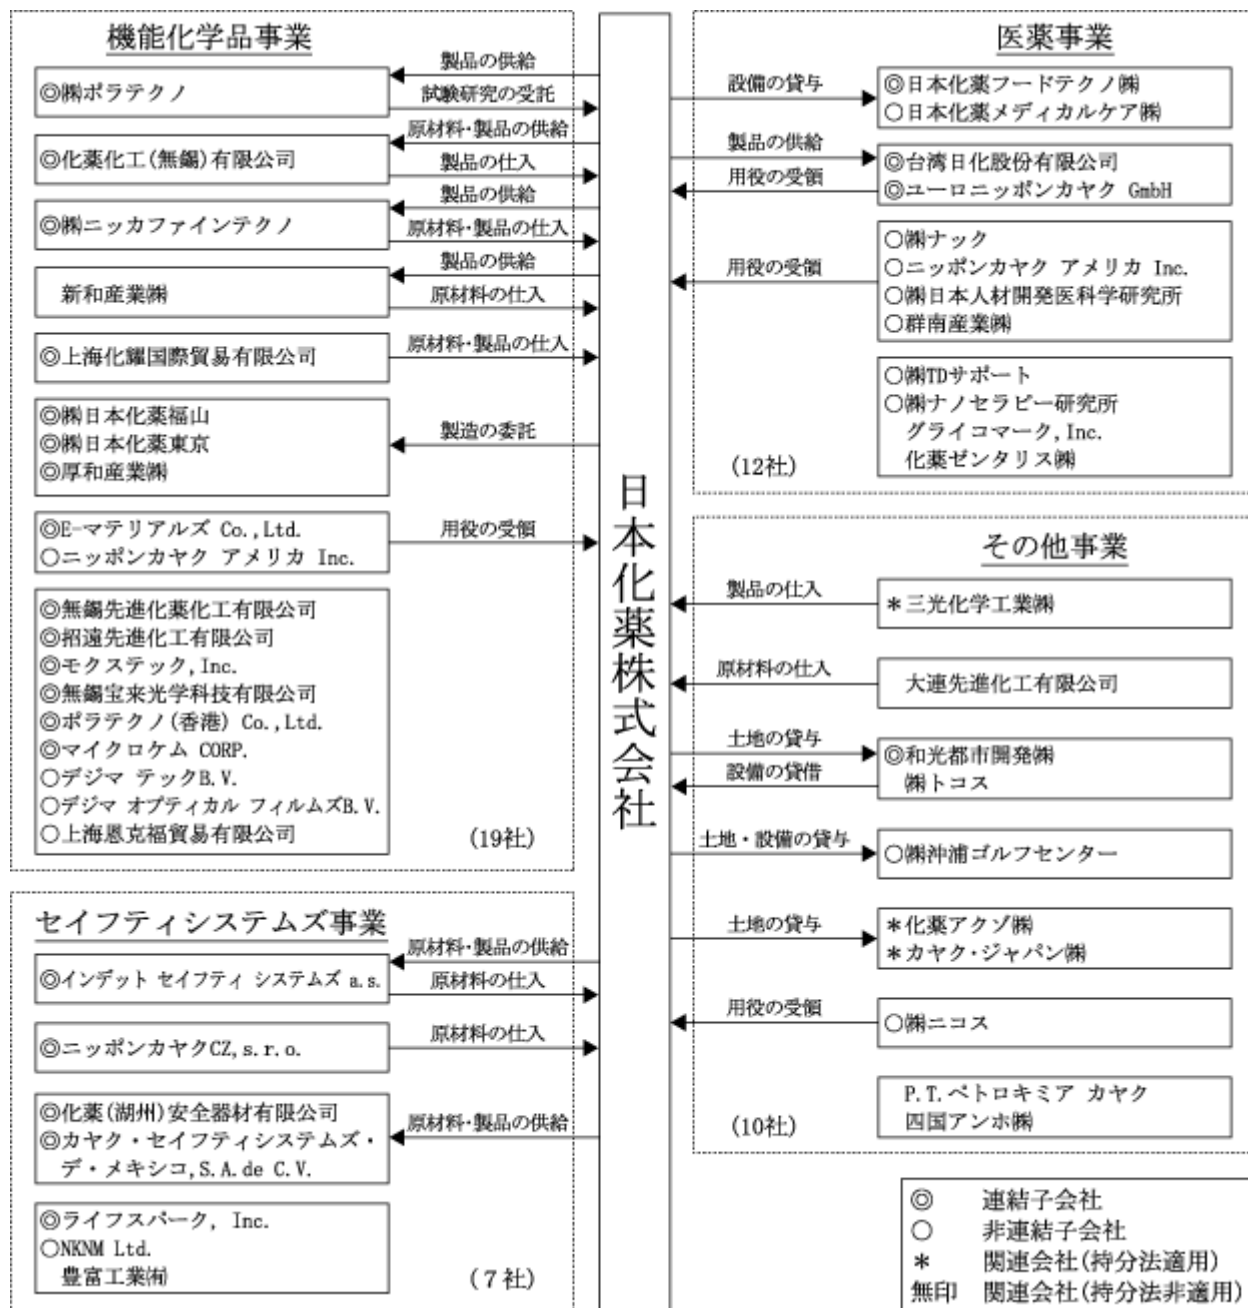 機能化学品事業
製品の供給
◎㈱ポラテクノ
試験研究の受託
原材料・製品の供給
◎化薬化工(無錫)有限公司
製品の仕入
製品の供給
◎㈱ニッカファインテクノ
原材料・製品の仕入
製品の供給
新和産業㈱
原材料の仕入
◎上海化耀国際貿易有限公司
原材料・製品の仕入
◎㈱日本化薬福山
◎㈱日本化薬東京
◎厚和産業㈱
製造の委託
◎E-マテリアルズ Co.,Ltd.
○ニッポンカヤク アメリカ Inc.
用役の受領
◎無錫先進化薬化工有限公司
◎招遠先進化工有限公司
◎モクステック,Inc.
◎無錫宝来光学科技有限公司
◎ポラテクノ(香港) Co.,Ltd.
◎マイクロケム CORP.
○デジマ テックB.V.
○デジマ オプティカル フィルムズB.V.
○上海恩克福貿易有限公司
(19社)
セイフティシステムズ事業
原材料・製品の供給
◎インデット セイフティ システムズ a.s.
原材料の仕入
◎ニッポンカヤクCZ,s.r.o.
原材料の仕入
◎化薬(湖州)安全器材有限公司
◎カヤク・セイフティシステムズ・
デ・メキシコ,S.A.de C.V.
原材料・製品の供給
◎ライフスパーク, Inc.
○NKNM Ltd.
豊富工業㈲
(7社)
日本化薬株式会社
医薬事業
設備の貸与
◎日本化薬フードテクノ㈱
○日本化薬メディカルケア㈱
製品の供給
用役の受領
◎台湾日化股份有限公司
◎ユーロニッポンカヤク GmbH
用役の受領
○㈱ナック
○ニッポンカヤク アメリカ Inc.
○㈱日本人材開発医科学研究所
○群南産業㈱
○㈱TDサポート
○㈱ナノセラピー研究所
グライコマーク,Inc.
化薬ゼンタリス㈱
(12社)
その他事業
製品の仕入
*三光化学工業㈱
原材料の仕入
大連先進化工有限公司
土地の貸与
設備の賃借
◎和光都市開発㈱
㈱トコス
土地・設備の貸与
○㈱沖浦ゴルフセンター
土地の貸与
*化薬アクゾ㈱
*カヤク・ジャパン㈱
用役の受領
○㈱ニコス
P.T.ペトロキミア カヤク
四国アンホ㈱
(10社)
◎ 連結子会社
○ 非連結子会社
* 関連会社(持分法適用)
無印 関連会社(持分法非適用)